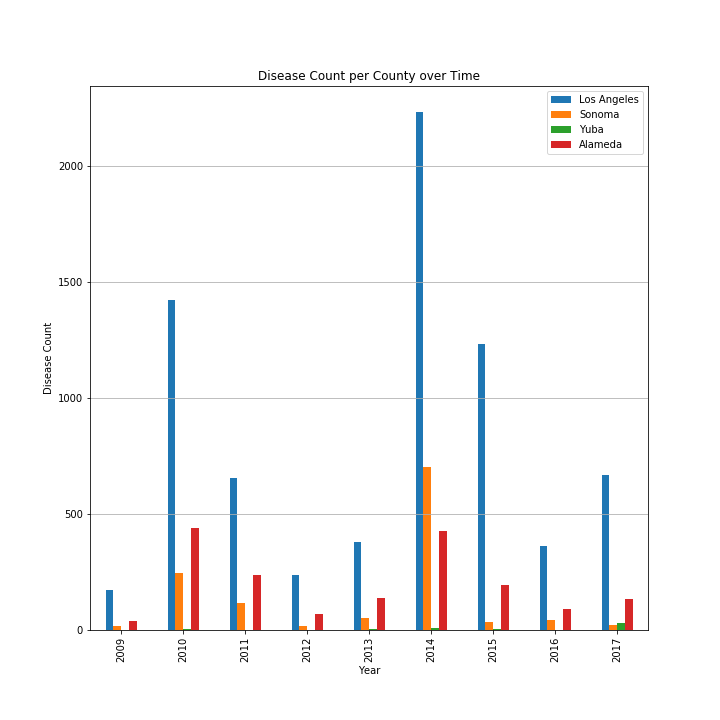 Disease Count per County over Time
Los Angeles
Sonoma
Yuba
Alameda
Disease Count
2000
1500
1000
500
0
2009
2010
2011
2012
2013
2014
2015
2016
2017
Year